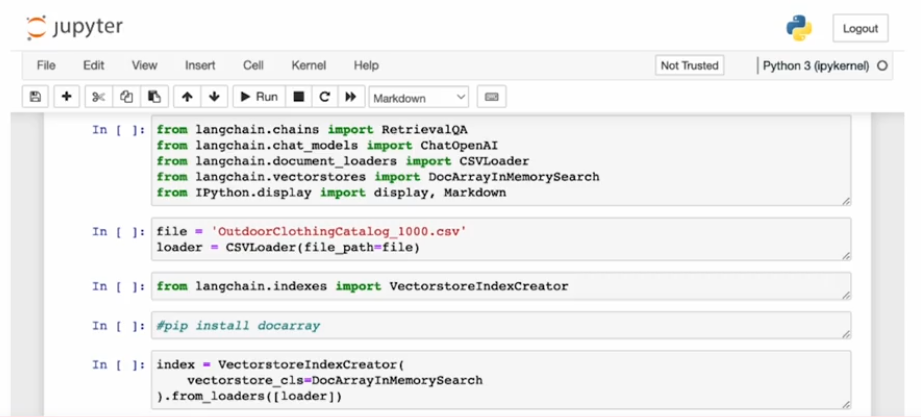 jupyter
Logout
File Edit View Insert Cell Kernel Help Not Trusted Python 3 (ipykernel)
Run Markdown
In [ ]: from langchain.chains import RetrievalQA
from langchain.chat_models import ChatOpenAI
from langchain.document_loaders import CSVLoader
from langchain.vectorstores import DocArrayInMemorySearch
from IPython.display import display, Markdown
In [ ]: file = 'OutdoorClothingCatalog_1000.csv'
loader = CSVLoader(file_path=file)
In [ ]: from langchain.indexes import VectorstoreIndexCreator
In [ ]: #pip install docarray
In [ ]: index = VectorstoreIndexCreator(
    vectorstore_cls=DocArrayInMemorySearch
).from_loaders([loader])